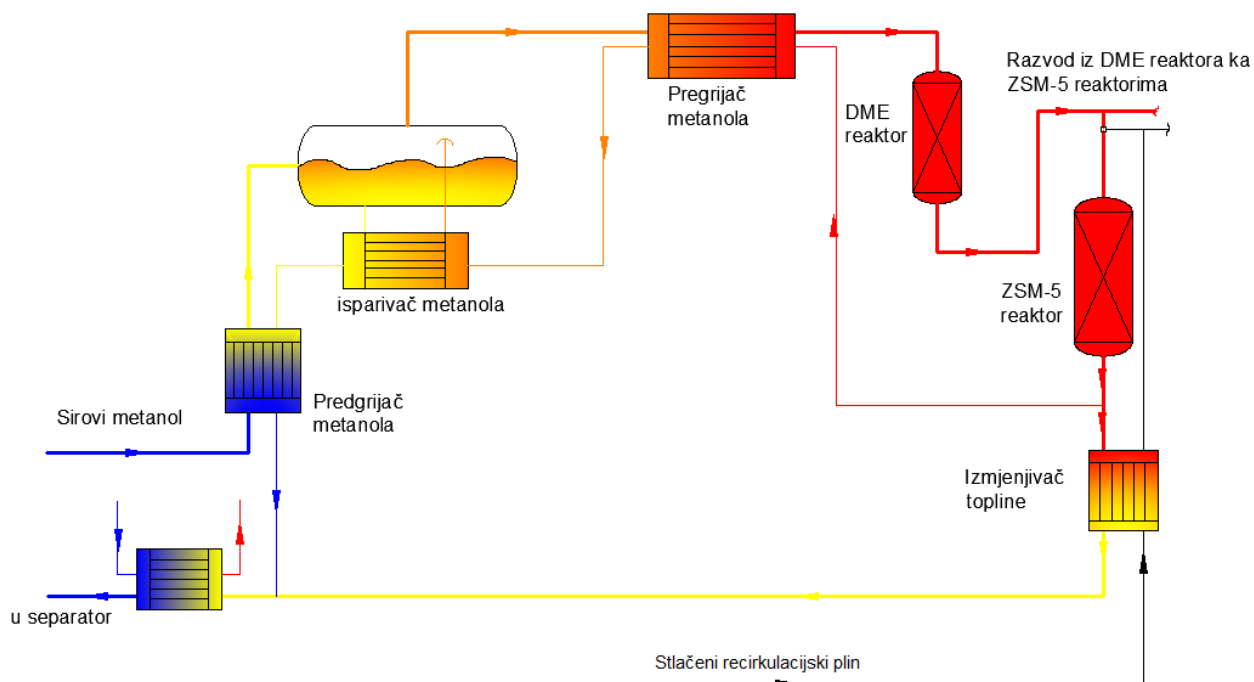 Pregrijač
metanola
DME
reaktor
Razvod iz DME reaktora ka
ZSM-5 reaktorima
isparivač metanola
ZSM-5
reaktor
Sirovi metanol
Predgrijač
metanola
Izmjenjivač
topline
u separator
Stlačeni recirkulacijski plin